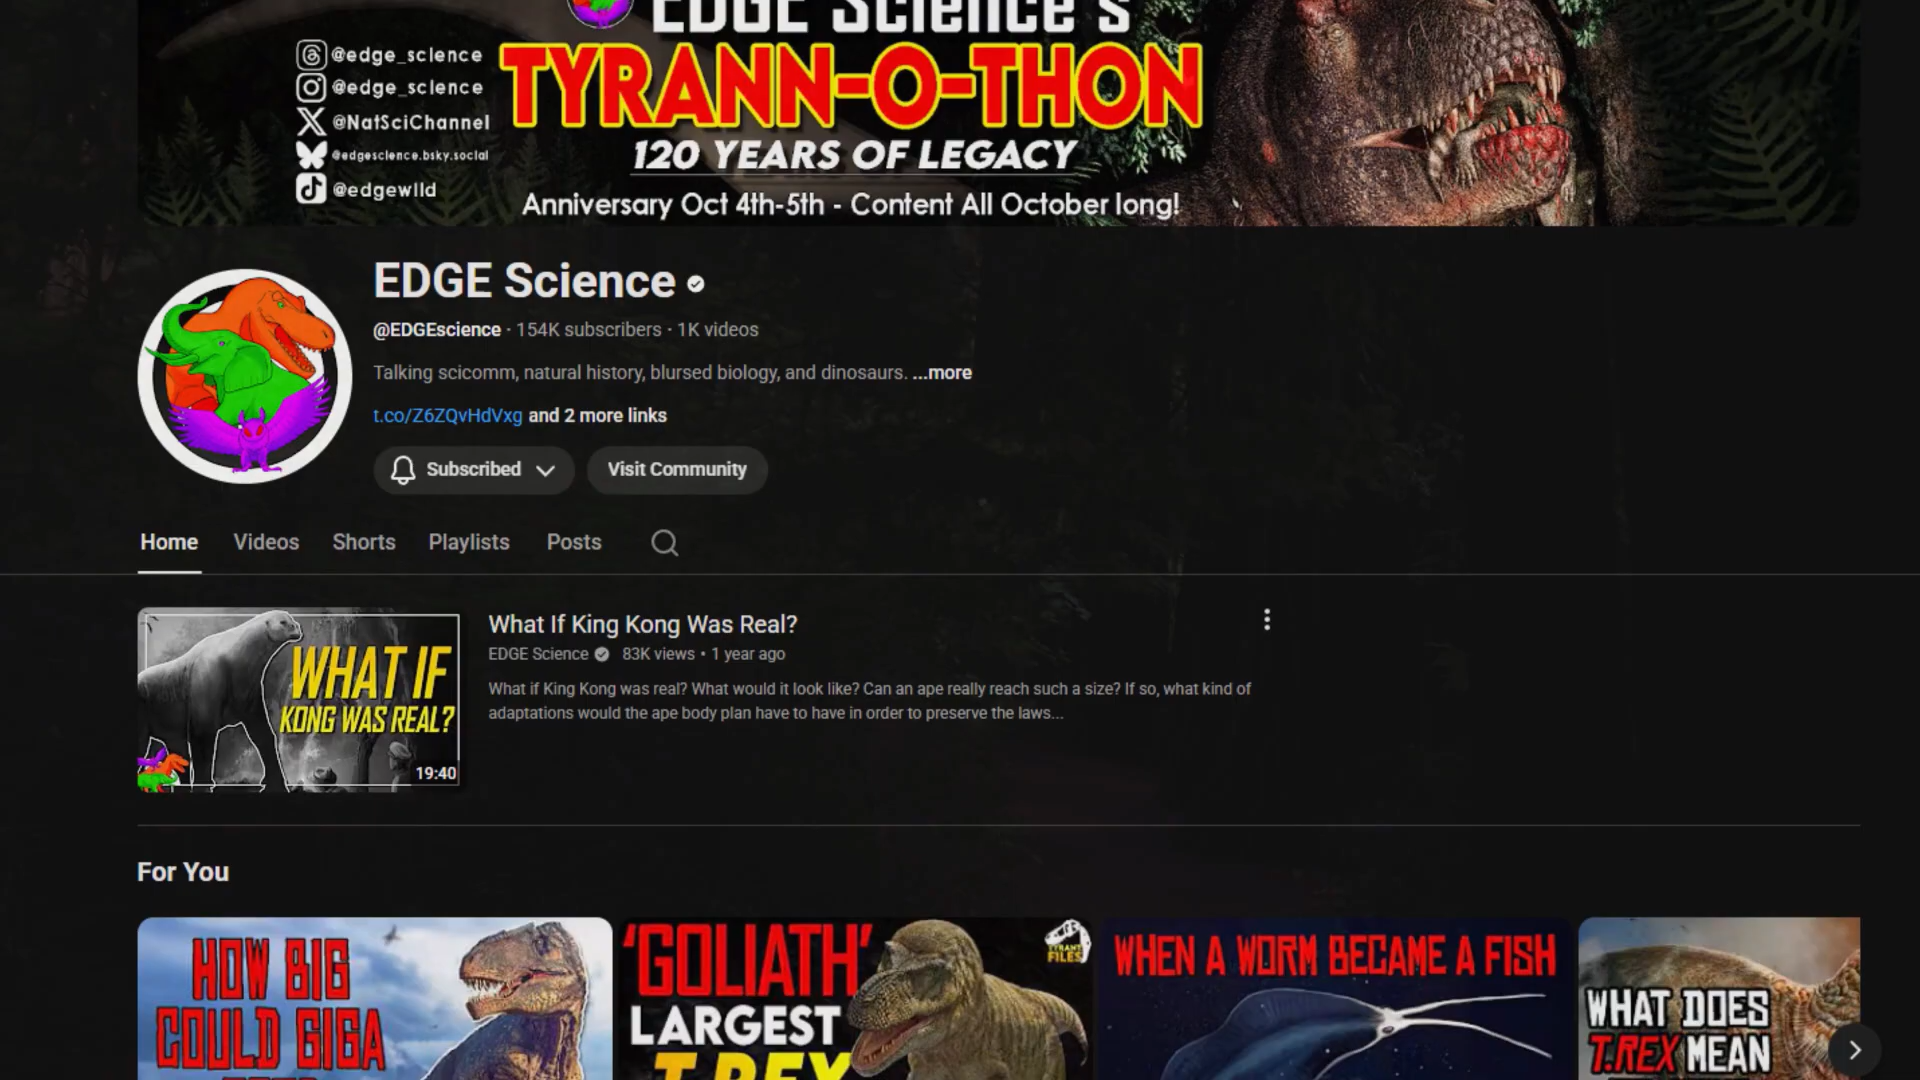 EDGE Science's
@edge_science
TYRANN-O-THON
@edge_science
@NatSciChannel
120 YEARS OF LEGACY
@edgescience.bsky.social
@edgewild
Anniversary Oct 4th-5th - Content All October long!
EDGE Science
@EDGEscience · 154K subscribers · 1K videos
Talking scicomm, natural history, blursed biology, and dinosaurs. ...more
t.co/Z6ZQvHdVxg and 2 more links
Subscribed
Visit Community
Home
Videos
Shorts
Playlists
Posts
WHAT IF
KONG WAS REAL?
19:40
What If King Kong Was Real?
EDGE Science 83K views • 1 year ago
What if King Kong was real? What would it look like? Can an ape really reach such a size? If so, what kind of
adaptations would the ape body plan have to have in order to preserve the laws...
For You
HOW BIG
COULD GIGA
'GOLIATH'
LARGEST
T.REX
TYRANT
FILES
WHEN A WORM BECAME A FISH
WHAT DOES
T.REX MEAN